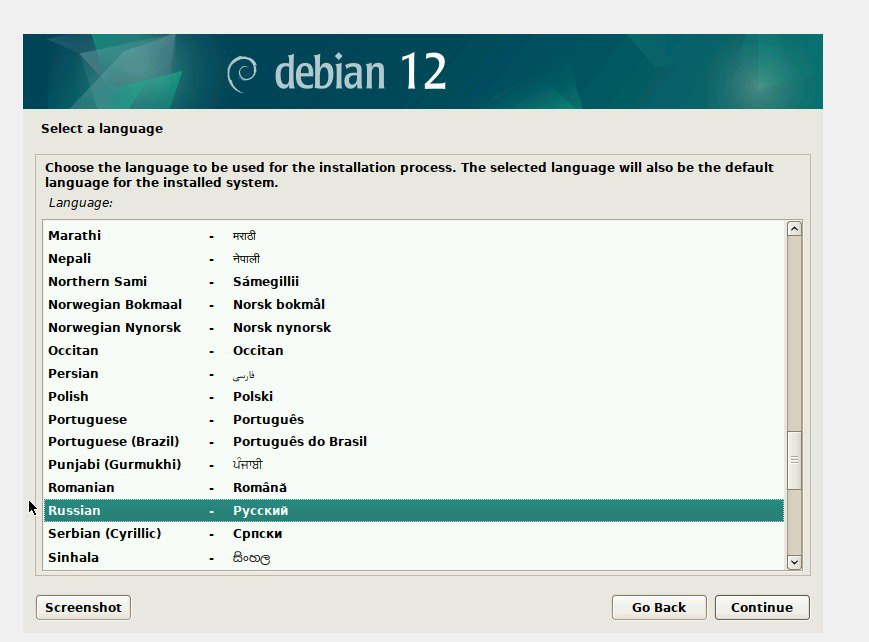 debian 12
Select a language
Choose the language to be used for the installation process. The selected language will also be the default
language for the installed system.
Language:
Marathi - मराठी
Nepali - नेपाली
Northern Sami - Sámegillii
Norwegian Bokmaal - Norsk bokmål
Norwegian Nynorsk - Norsk nynorsk
Occitan - Occitan
Persian - فارسی
Polish - Polski
Portuguese - Português
Portuguese (Brazil) - Português do Brasil
Punjabi (Gurmukhi) - ਪੰਜਾਬੀ
Romanian - Română
Russian - Русский
Serbian (Cyrillic) - Српски
Sinhala - සිංහල
Screenshot Go Back Continue